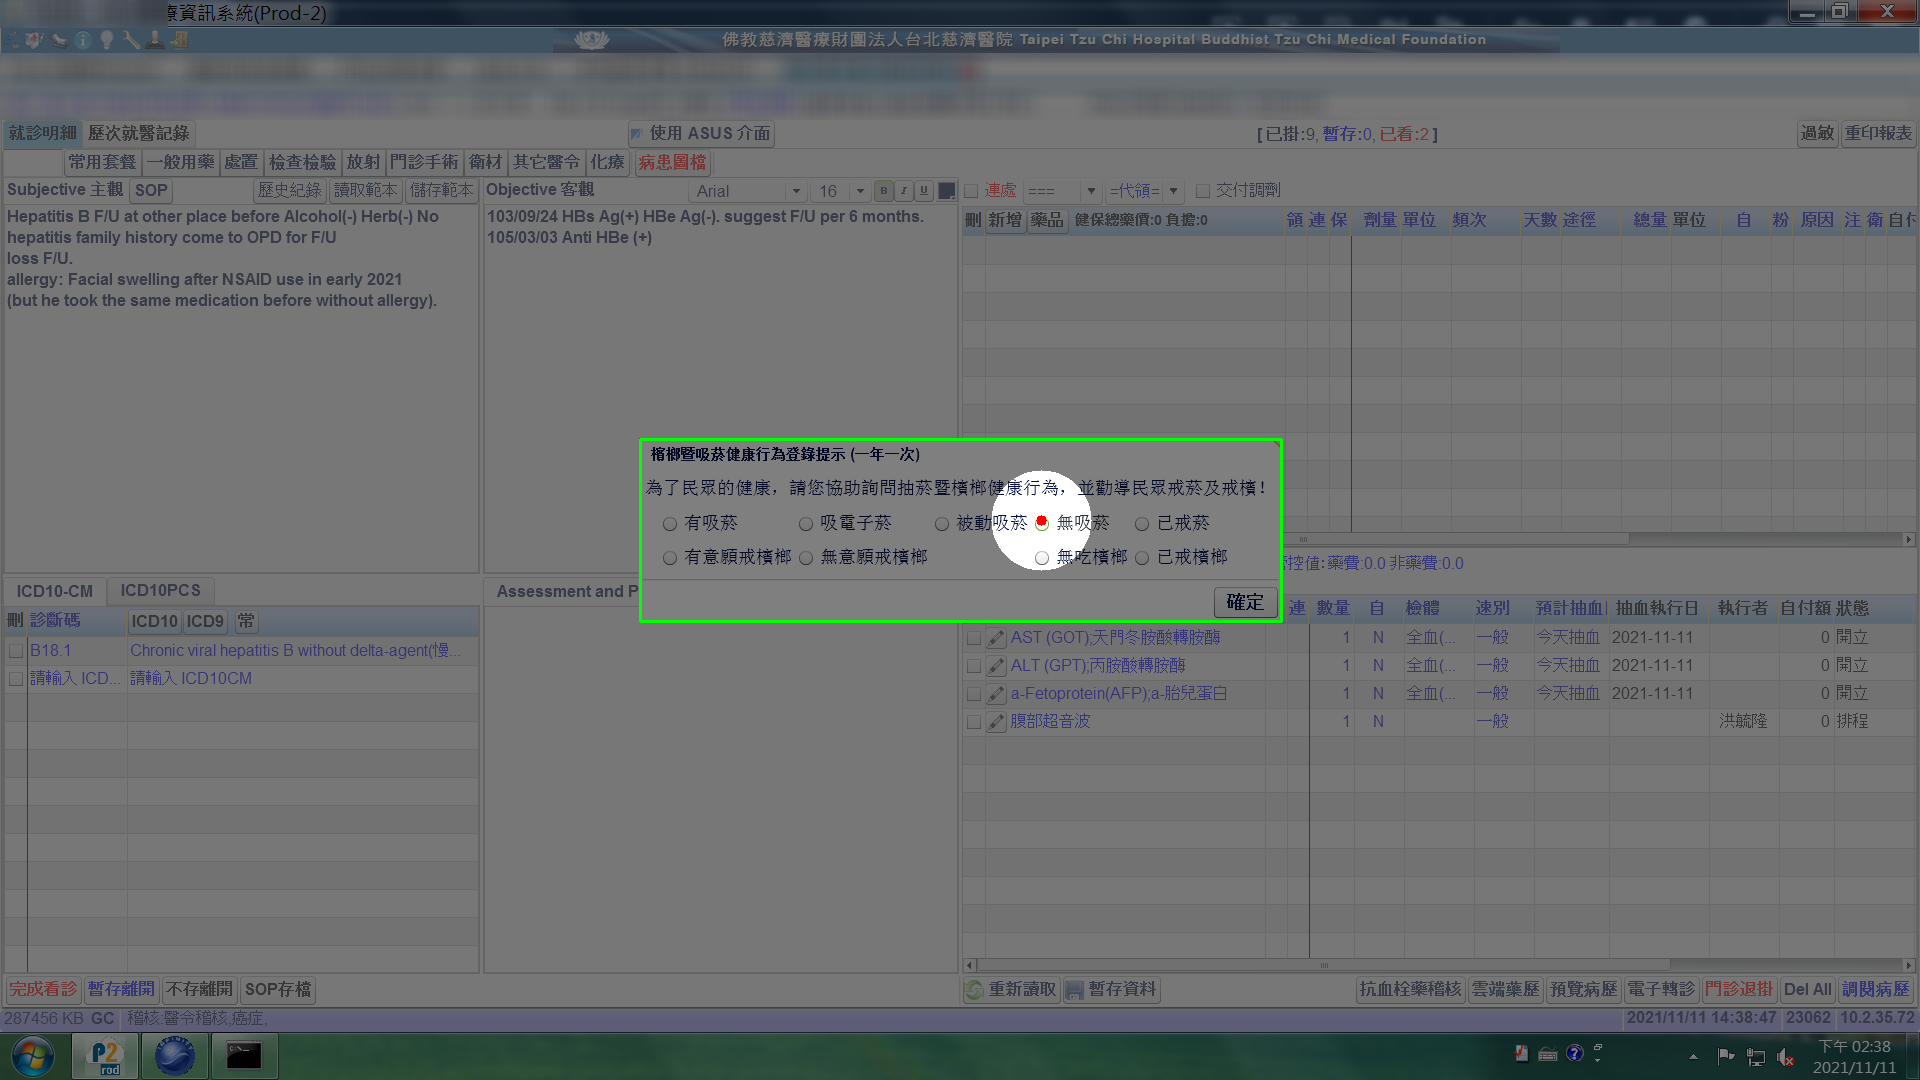 療資訊系統(Prod-2)
佛教慈濟醫療財團法人台北慈濟醫院 Taipei Tzu Chi Hospital Buddhist Tzu Chi Medical Foundation
就診明細 歷次就醫記錄 使用 ASUS 介面 [ 已掛:9, 暫存:0, 已看:2 ] 過敏 重印報表
常用套餐 一般用藥 處置 檢查檢驗 放射 門診手術 衛材 其它醫令 化療 病患圖檔
Subjective 主觀 SOP 歷史紀錄 讀取範本 儲存範本 Objective 客觀 Arial 16 B I U 連處 === =代領= 交付調劑
Hepatitis B F/U at other place before Alcohol(-) Herb(-) No
hepatitis family history come to OPD for F/U
loss F/U.
allergy: Facial swelling after NSAID use in early 2021
(but he took the same medication before without allergy).
103/09/24 HBs Ag(+) HBe Ag(-). suggest F/U per 6 months.
105/03/03 Anti HBe (+)
刪 新增 藥品 健保總藥價:0 負擔:0 領 連 保 劑量 單位 頻次 天數 途徑 總量 單位 自 粉 原因 注 衛 自付
檳榔暨吸菸健康行為登錄提示 (一年一次)
為了民眾的健康，請您協助詢問抽菸暨檳榔健康行為，並勸導民眾戒菸及戒檳！
有吸菸 吸電子菸 被動吸菸 無吸菸 已戒菸
有意願戒檳榔 無意願戒檳榔 無吃檳榔 已戒檳榔
確定
控值：藥費:0.0 非藥費:0.0
ICD10-CM ICD10PCS
刪 診斷碼 ICD10 ICD9 常
B18.1 Chronic viral hepatitis B without delta-agent(慢...
請輸入 ICD... 請輸入 ICD10CM
Assessment and P
連 數量 自 檢體 速別 預計抽血 抽血執行日 執行者 自付額 狀態
AST (GOT);天門冬胺酸轉胺酶 1 N 全血(... 一般 今天抽血 2021-11-11 0 開立
ALT (GPT);丙胺酸轉胺酶 1 N 全血(... 一般 今天抽血 2021-11-11 0 開立
a-Fetoprotein(AFP);a-胎兒蛋白 1 N 全血(... 一般 今天抽血 2021-11-11 0 開立
腹部超音波 1 N 一般 洪毓隆 0 排程
完成看診 暫存離開 不存離開 SOP存檔 重新讀取 暫存資料 抗血栓藥稽核 雲端藥歷 預覽病歷 電子轉診 門診退掛 Del All 調閱病歷
287456 KB GC 稽核:醫令稽核,癌症, 2021/11/11 14:38:47 23062 10.2.35.72
P2 rod INFINITY 下午 02:38
2021/11/11